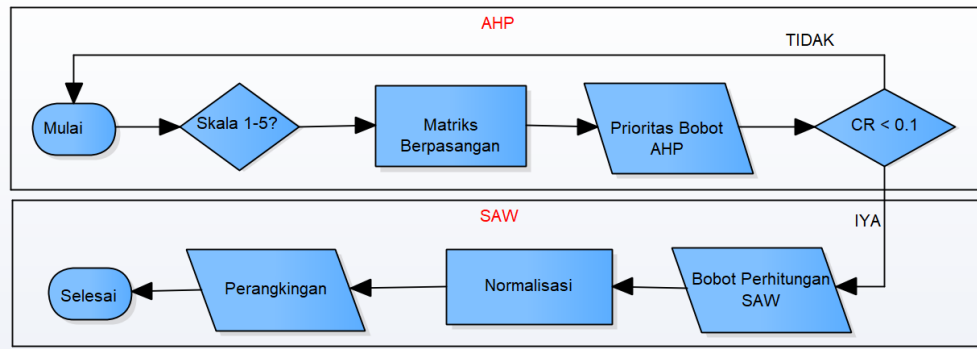 AHP
TIDAK
Mulai
Skala 1-5?
Matriks
Berpasangan
Prioritas Bobot
AHP
CR < 0.1
IYA
SAW
Bobot Perhitungan
SAW
Normalisasi
Perangkingan
Selesai